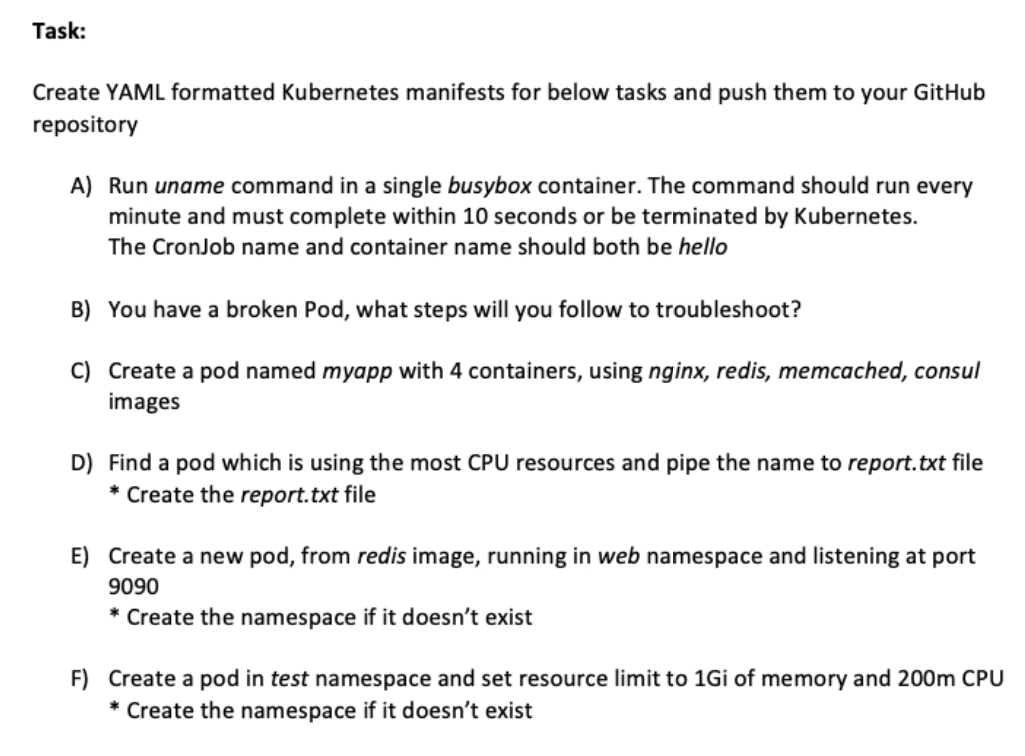 Task:
Create YAML formatted Kubernetes manifests for below tasks and push them to your GitHub
repository
A) Run uname command in a single busybox container. The command should run every
minute and must complete within 10 seconds or be terminated by Kubernetes.
The CronJob name and container name should both be hello
B) You have a broken Pod, what steps will you follow to troubleshoot?
C) Create a pod named myapp with 4 containers, using nginx, redis, memcached, consul
images
D) Find a pod which is using the most CPU resources and pipe the name to report.txt file
* Create the report.txt file
E) Create a new pod, from redis image, running in web namespace and listening at port
9090
* Create the namespace if it doesn’t exist
F) Create a pod in test namespace and set resource limit to 1Gi of memory and 200m CPU
* Create the namespace if it doesn’t exist